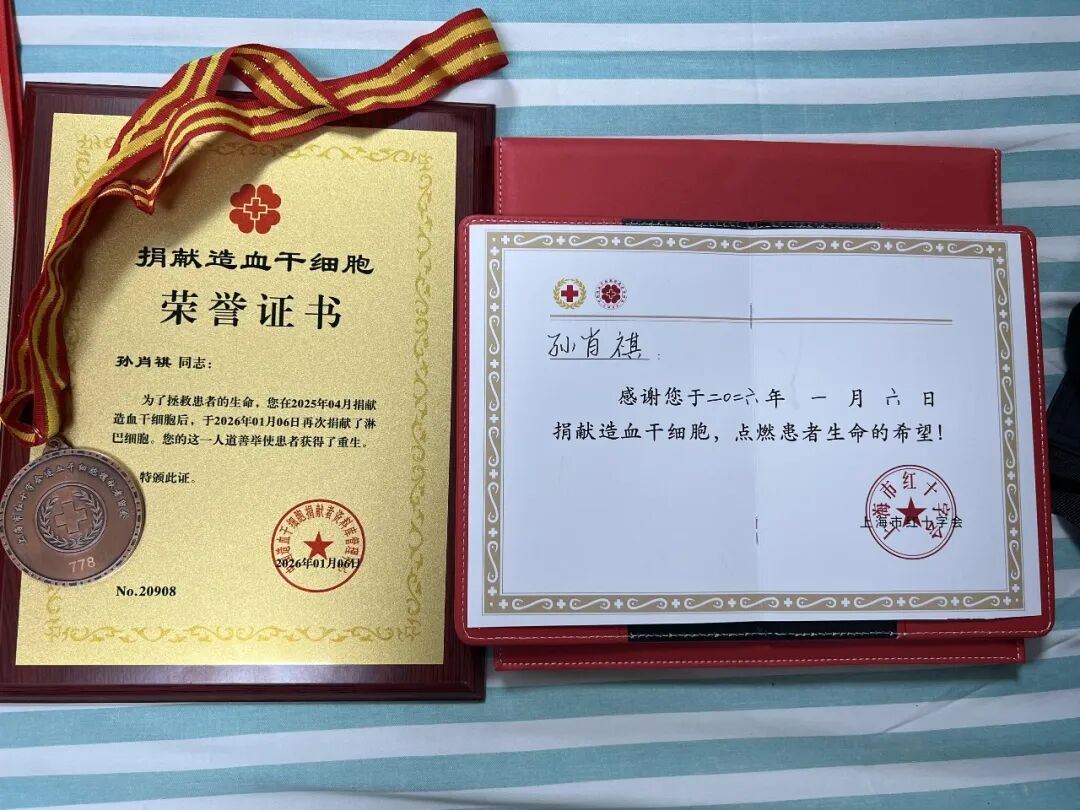 捐献造血干细胞
荣誉证书
孙肖祺 同志：
为了拯救患者的生命，您在2025年04月捐献
造血干细胞后，于2026年01月06日再次捐献了淋
巴细胞。您的这一人道善举使患者获得了重生。
特颁此证。
2026年01月06日
No.20908
778
孙肖祺：
感谢您于二〇二六年 一 月 六 日
捐献造血干细胞，点燃患者生命的希望！
上海市红十字会
上海市红十字会